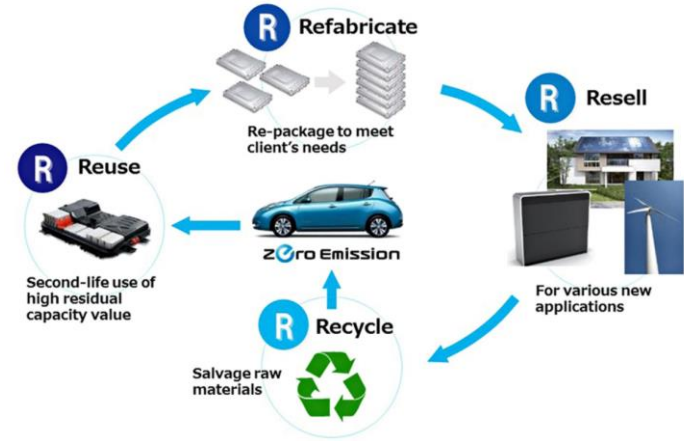 R Refabricate
Re-package to meet
client's needs
R Resell
For various new
applications
R Reuse
Second-life use of
high residual
capacity value
zero Emission
R Recycle
Salvage raw
materials